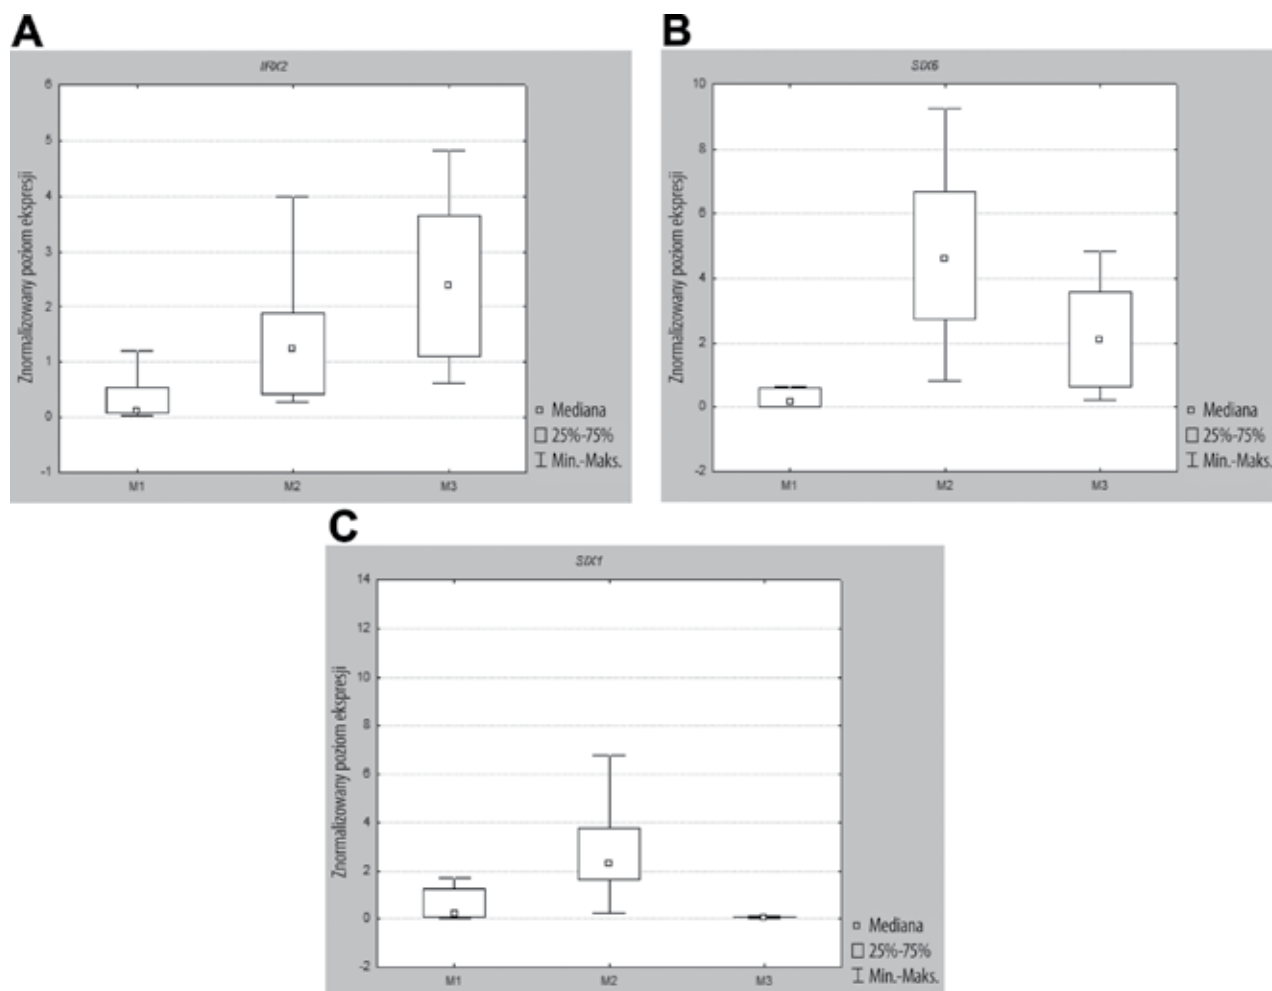 A
IRX2
Znormalizowany poziom ekspresji
6
5
4
3
2
1
0
-1
M1 M2 M3
Mediana
25%-75%
Min.-Maks.
B
SIX6
Znormalizowany poziom ekspresji
10
8
6
4
2
0
-2
M1 M2 M3
Mediana
25%-75%
Min.-Maks.
C
SIX1
Znormalizowany poziom ekspresji
14
12
10
8
6
4
2
0
-2
M1 M2 M3
Mediana
25%-75%
Min.-Maks.